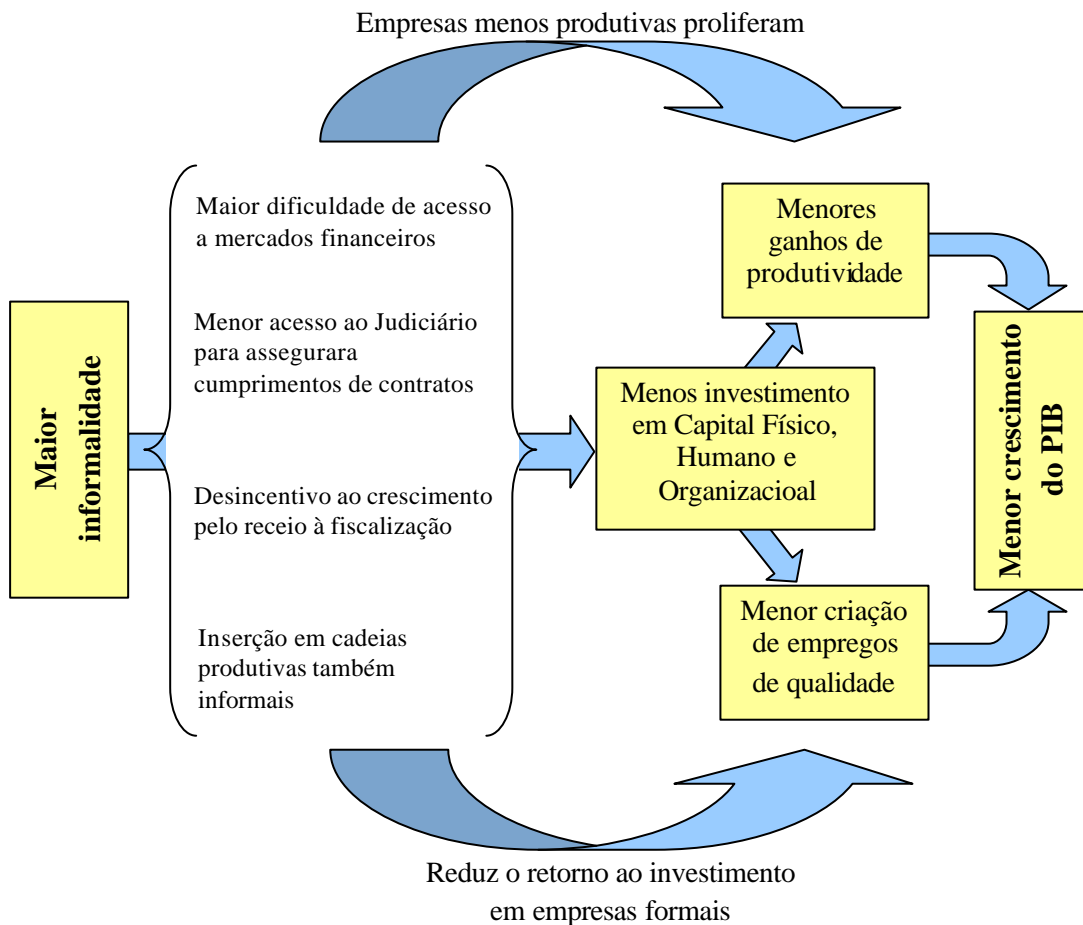 Empresas menos produtivas proliferam
Maior
informalidade
Maior dificuldade de acesso
a mercados financeiros
Menor acesso ao Judiciário
para assegurara
cumprimentos de contratos
Desincentivo ao crescimento
pelo receio à fiscalização
Inserção em cadeias
produtivas também
informais
Menos investimento
em Capital Físico,
Humano e
Organizacioal
Menores
ganhos de
produtividade
Menor criação
de empregos
de qualidade
Menor crescimento
do PIB
Reduz o retorno ao investimento
em empresas formais